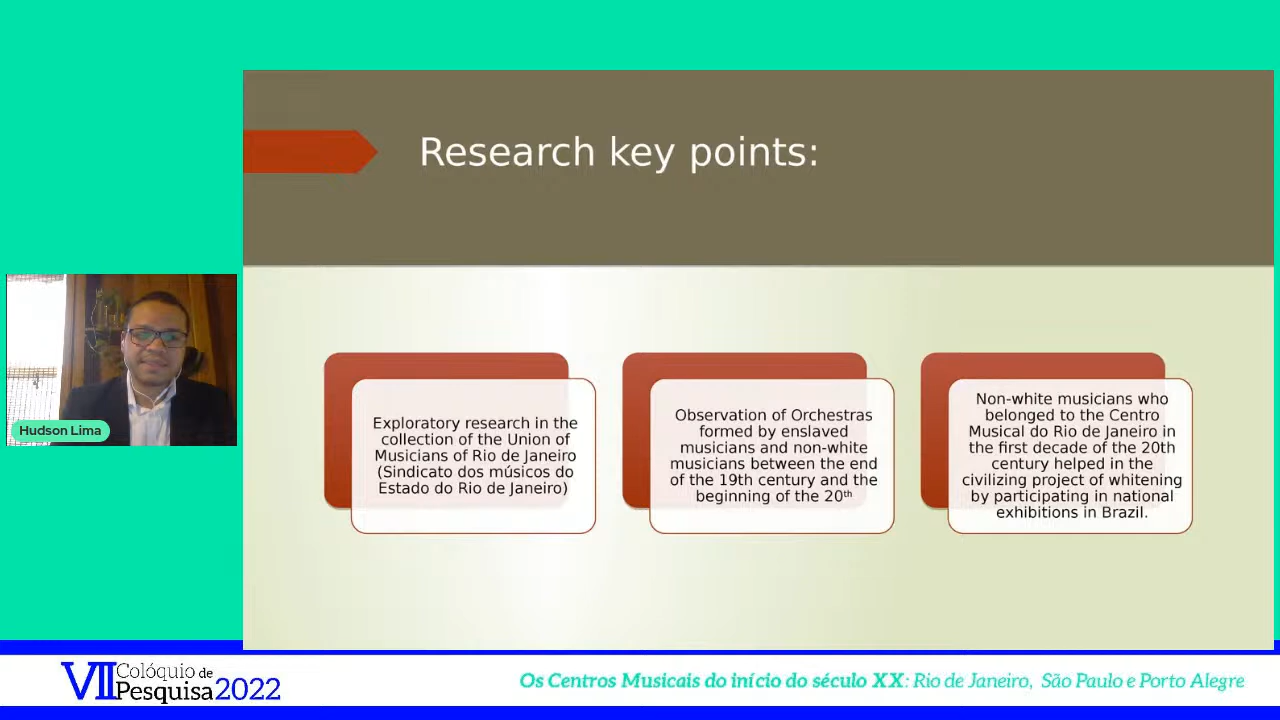 Research key points:
Exploratory research in the
collection of the Union of
Musicians of Rio de Janeiro
(Sindicato dos músicos do
Estado do Rio de Janeiro)
Observation of Orchestras
formed by enslaved
musicians and non-white
musicians between the end
of the 19th century and the
beginning of the 20th
Non-white musicians who
belonged to the Centro
Musical do Rio de Janeiro in
the first decade of the 20th
century helped in the
civilizing project of whitening
by participating in national
exhibitions in Brazil.
Hudson Lima
VII Colóquio de
Pesquisa 2022
Os Centros Musicais do início do século XX: Rio de Janeiro, São Paulo e Porto Alegre